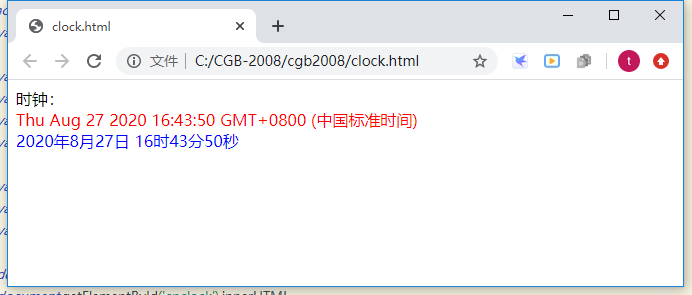 clock.html
文件
C:/CGB-2008/cgb2008/clock.html
t
时钟：
Thu Aug 27 2020 16:43:50 GMT+0800 (中国标准时间)
2020年8月27日 16时43分50秒